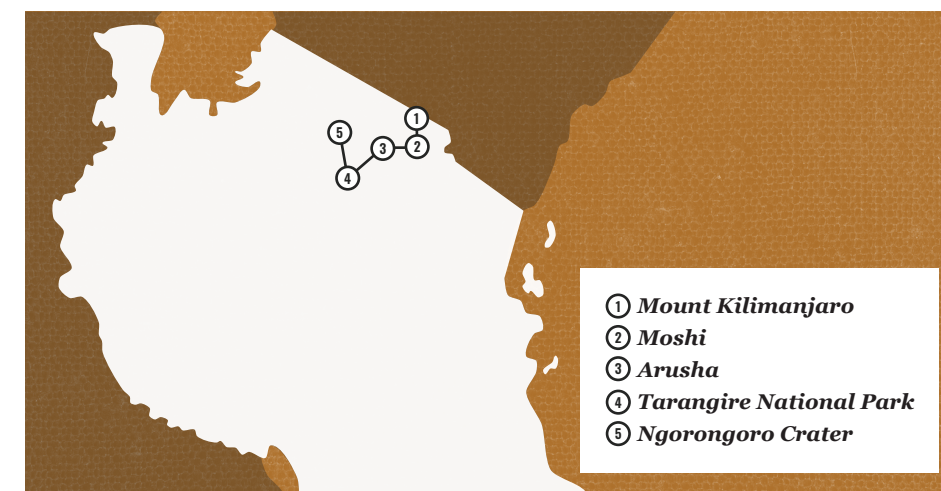 1
5
3
2
4
1 Mount Kilimanjaro
2 Moshi
3 Arusha
4 Tarangire National Park
5 Ngorongoro Crater